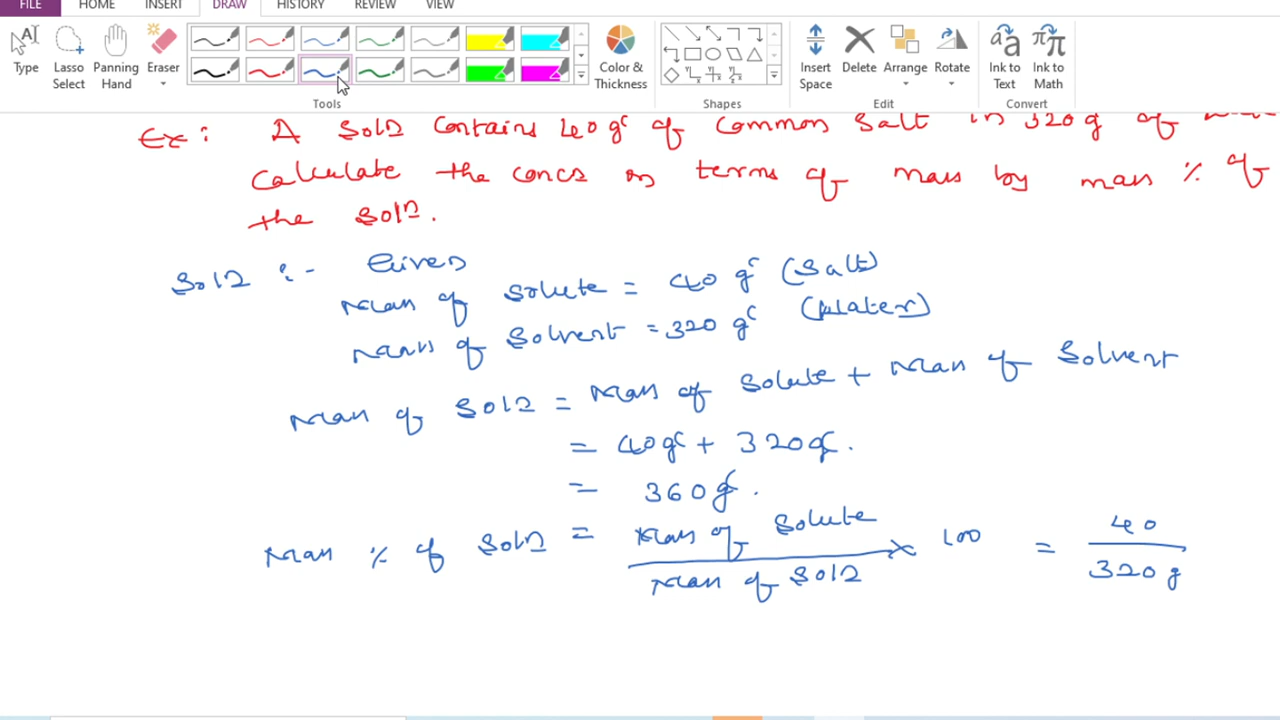 FILE HOME INSERT DRAW HISTORY REVIEW VIEW
Type Lasso Select Panning Hand Eraser Color & Thickness Insert Space Delete Arrange Rotate Ink to Text Ink to Math
Tools Shapes Edit Convert
Ex: A Soln Contains 40g of Common Salt in 320g of
Calculate the concn in terms of mass by mass % of
the Soln.
Soln :- Given
Mass of Solute = 40 g (Salt)
Mass of Solvent = 320 g (Water)
Mass of Soln = Mass of Solute + Mass of Solvent
= 40g + 320g.
= 360g.
Mass % of Soln = Mass of Solute / Mass of Soln × 100 = 40 / 320g